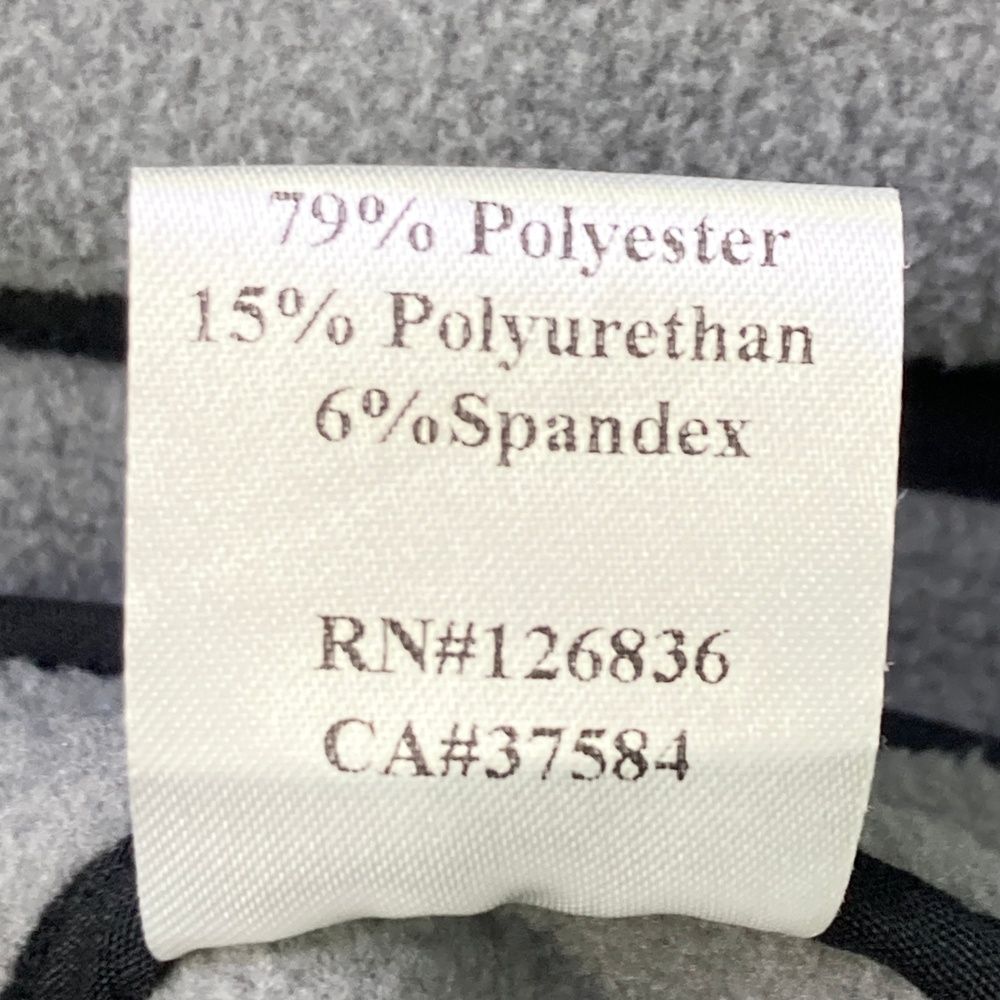 79% Polyester
15% Polyurethan
6%Spandex
RN#126836
CA#37584